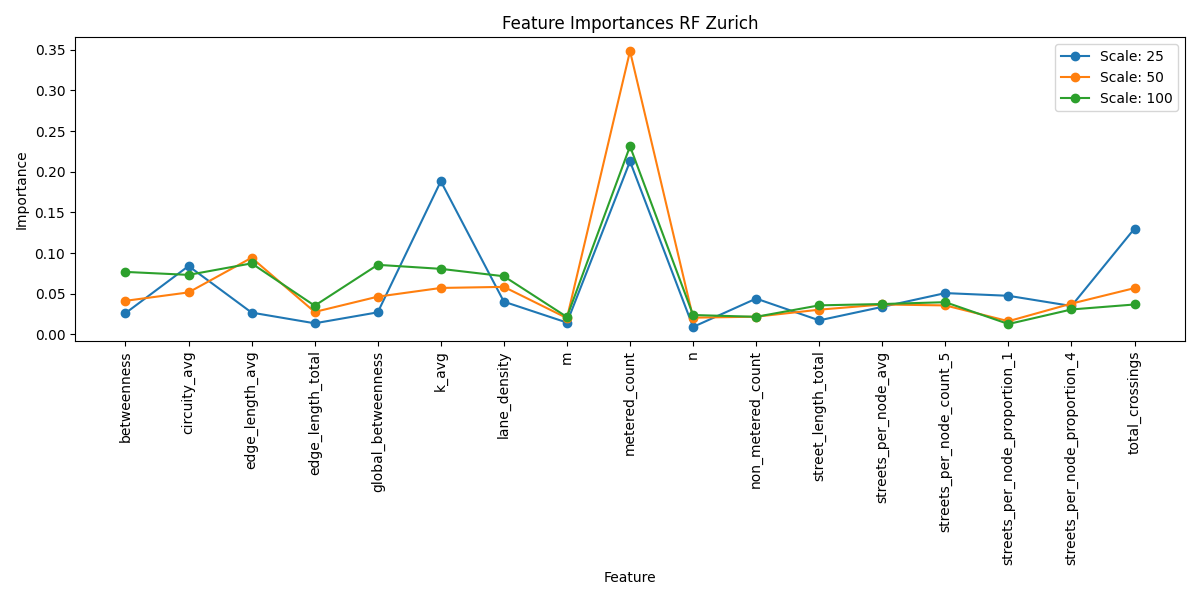 Feature Importances RF Zurich
Importance
0.35
0.30
0.25
0.20
0.15
0.10
0.05
0.00
Scale: 25
Scale: 50
Scale: 100
betweenness
circuity_avg
edge_length_avg
edge_length_total
global_betweenness
k_avg
lane_density
m
metered_count
n
non_metered_count
street_length_total
streets_per_node_avg
streets_per_node_count_5
streets_per_node_proportion_1
streets_per_node_proportion_4
total_crossings
Feature